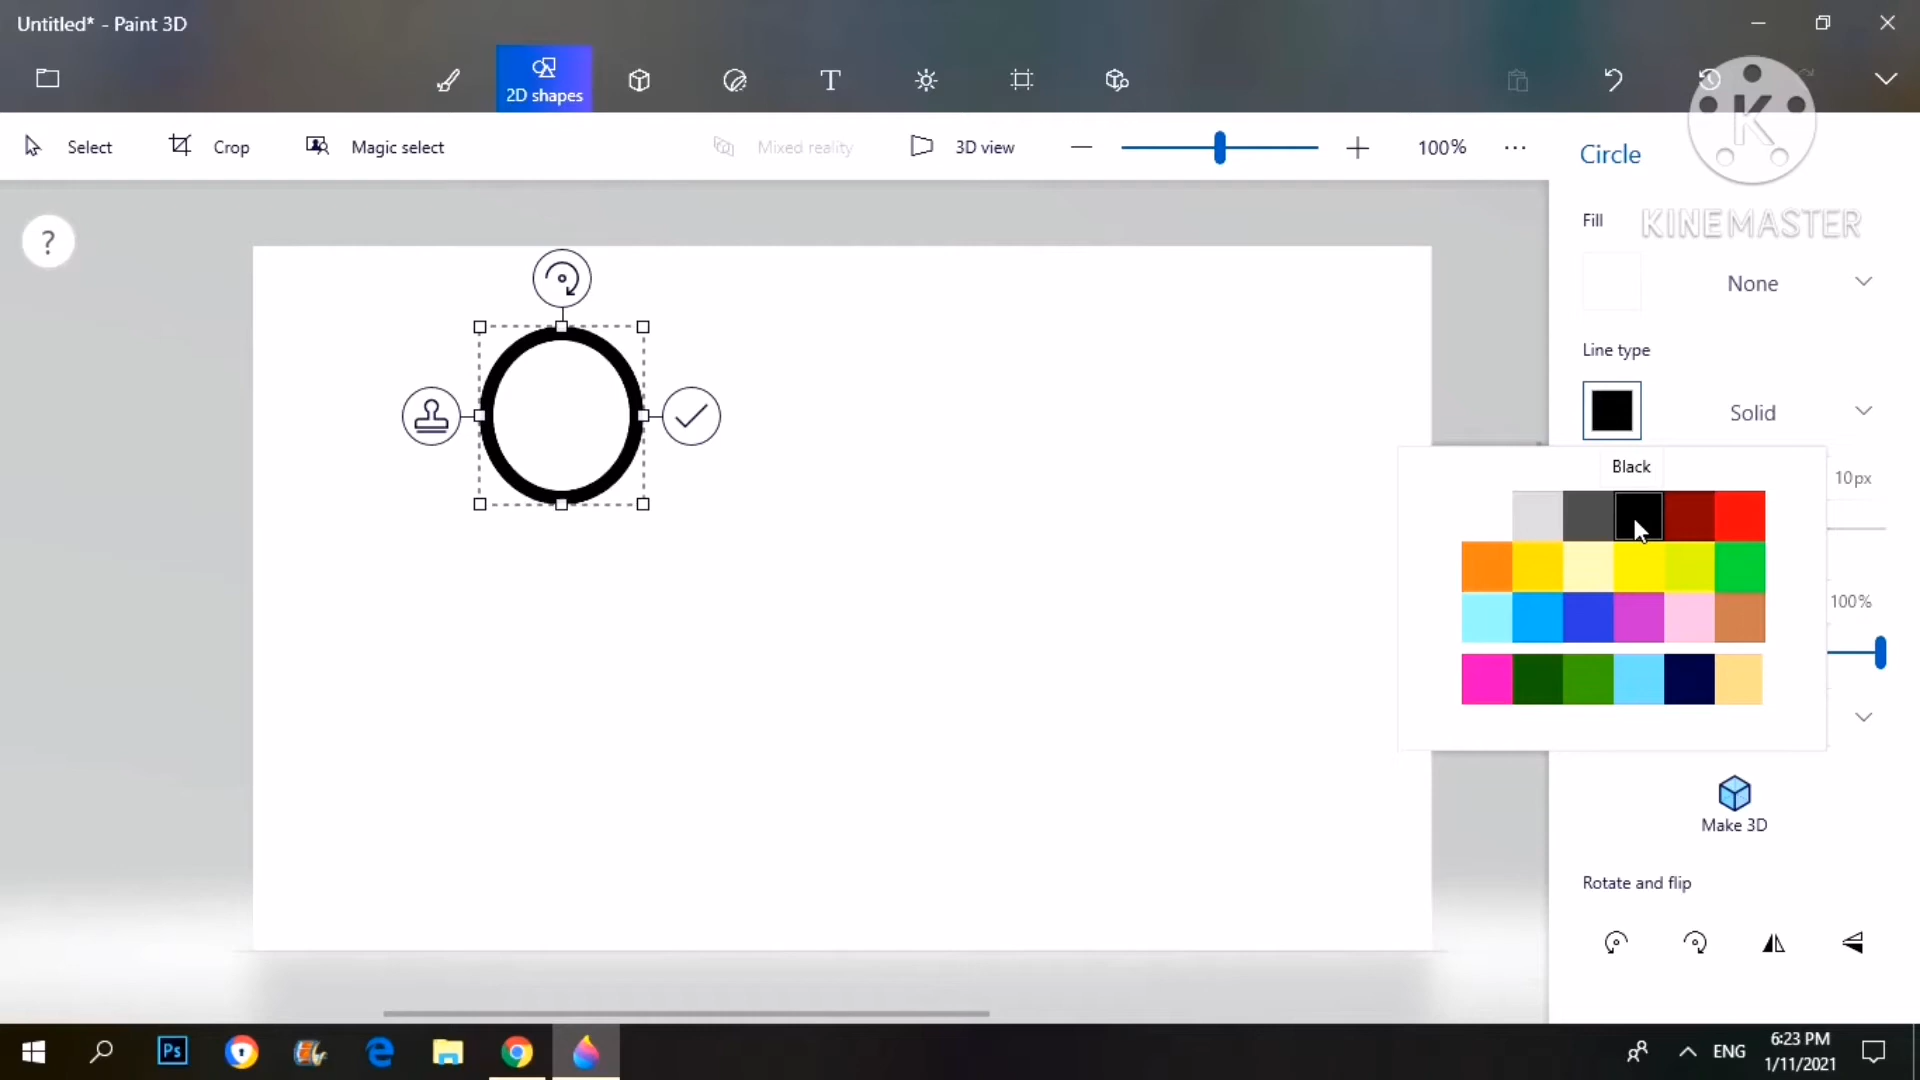 Untitled* - Paint 3D
2D shapes
T
Select
Crop
Magic select
Mixed reality
3D view
100%
Circle
K
KINEMASTER
?
Fill
None
Line type
Solid
Black
10px
100%
Make 3D
Rotate and flip
Ps
ENG
6:23 PM
1/11/2021